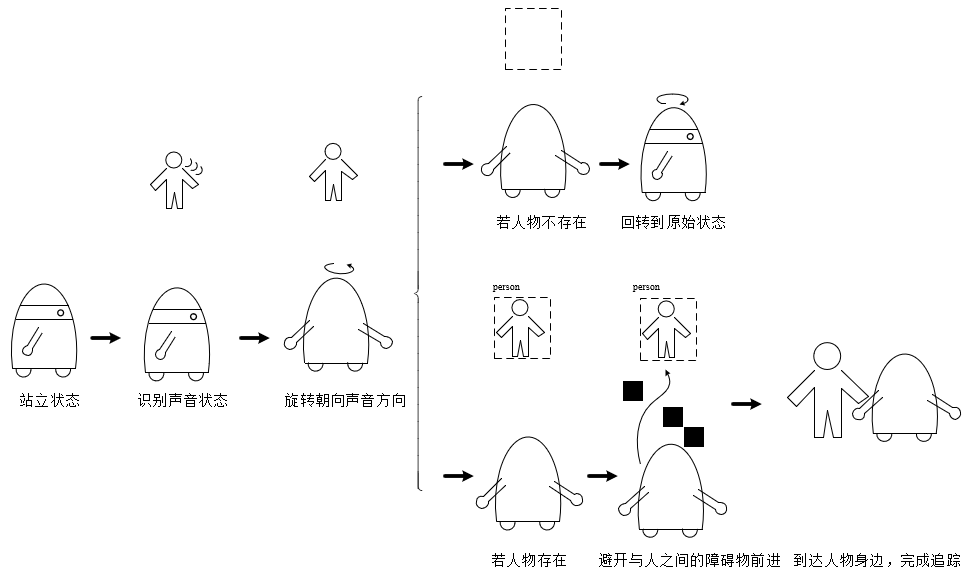 若人物不存在
回转到原始状态
person
person
站立状态
识别声音状态
旋转朝向声音方向
若人物存在
避开与人之间的障碍物前进
到达人物身边，完成追踪